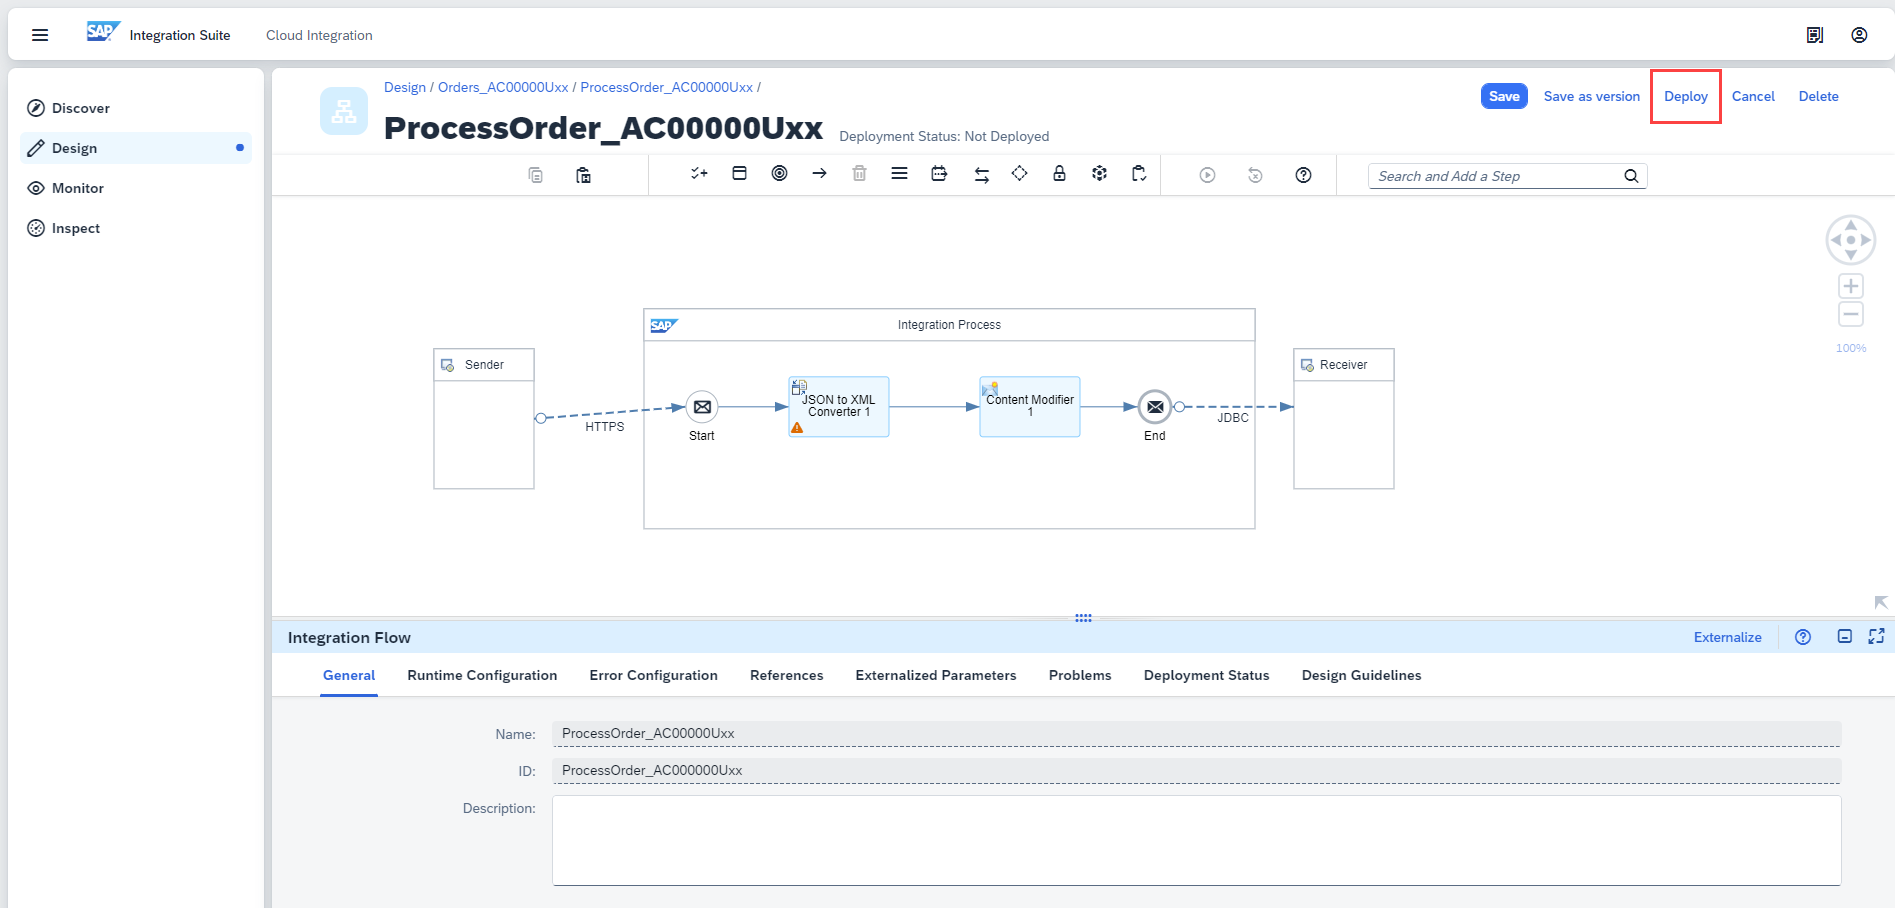 SAP Integration Suite Cloud Integration
Discover
Design
Monitor
Inspect
Design / Orders_AC00000Uxx / ProcessOrder_AC00000Uxx /
ProcessOrder_AC00000Uxx Deployment Status: Not Deployed
Save Save as version Deploy Cancel Delete
Search and Add a Step
100%
SAP Integration Process
Sender
HTTPS
Start
JSON to XML
Converter 1
Content Modifier
1
End
JDBC
Receiver
Integration Flow
Externalize
General Runtime Configuration Error Configuration References Externalized Parameters Problems Deployment Status Design Guidelines
Name: ProcessOrder_AC00000Uxx
ID: ProcessOrder_AC000000Uxx
Description: